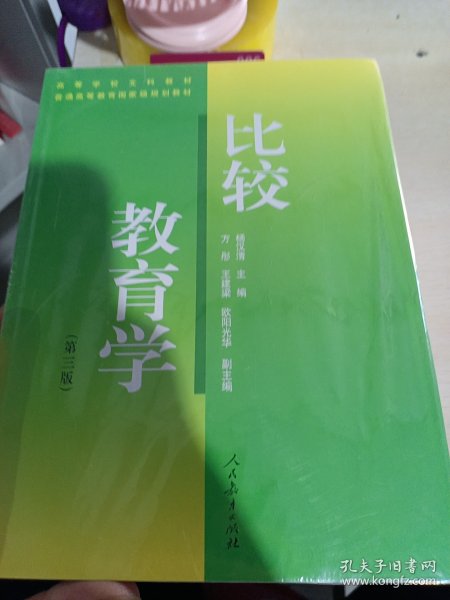 高等学校文科教材
普通高等教育国家级规划教材
比较
教育学
(第三版)
杨汉清 主编
方彤 王建梁 欧阳光华 副主编
人民教育出版社
孔夫子旧书网
www.kongfz.com